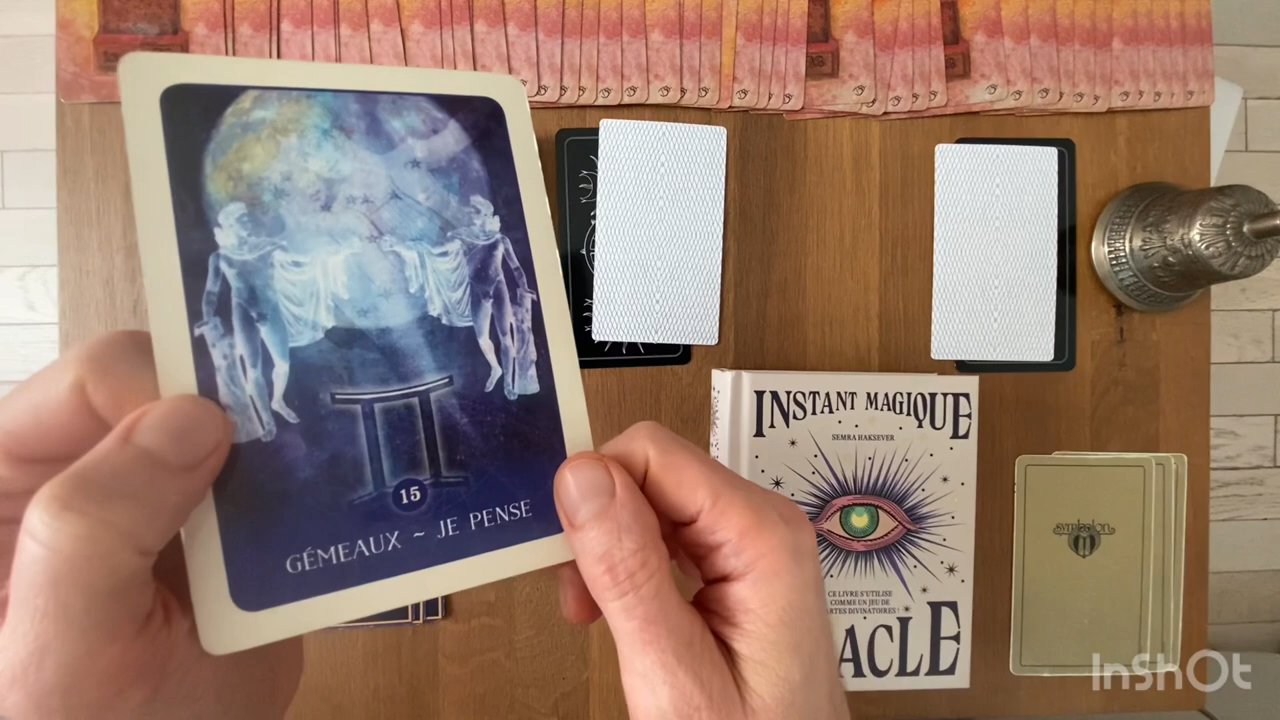 15
GÉMEAUX ~ JE PENSE
INSTANT MAGIQUE
SEMRA HAKSEVER
CE LIVRE S'UTILISE
COMME UN JEU DE
ARTES DIVINATOIRES !
ACLE
symbolon
InShOt